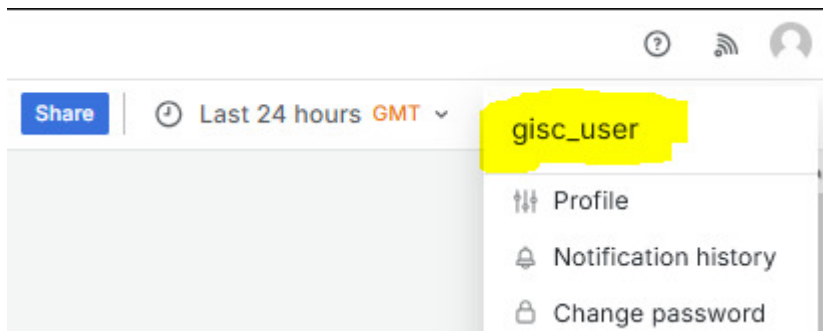 Share
Last 24 hours GMT
gisc_user
Profile
Notification history
Change password